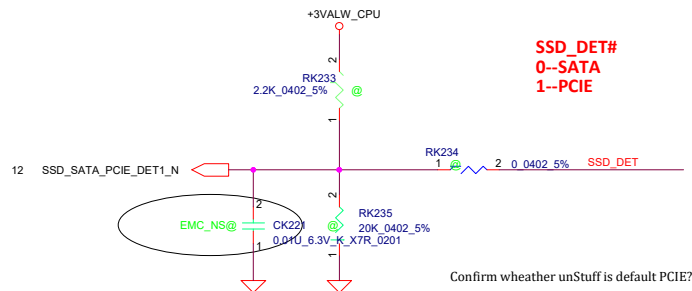 +3VALW_CPU
SSD_DET#
0--SATA
1--PCIE
2
RK233
2.2K_0402_5%
@
1
RK234
12 SSD_SATA_PCIE_DET1_N
1 @ 2 0_0402_5% SSD_DET
2
2
EMC_NS@ CK221 @ RK235
20K_0402_5%
1
0.01U_6.3V_K_X7R_0201
1
Confirm wheather unStuff is default PCIE?